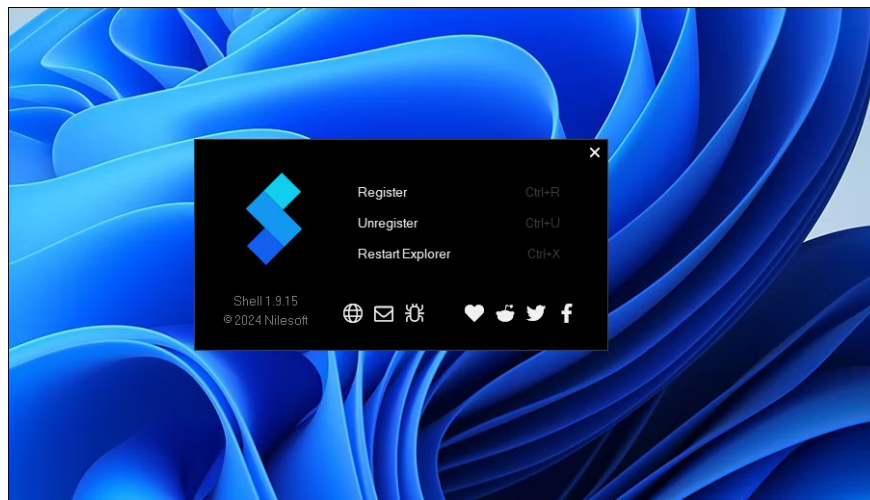 Register Ctrl+R
Unregister Ctrl+U
Restart Explorer Ctrl+X
Shell 1.9.15
© 2024 Nilesoft